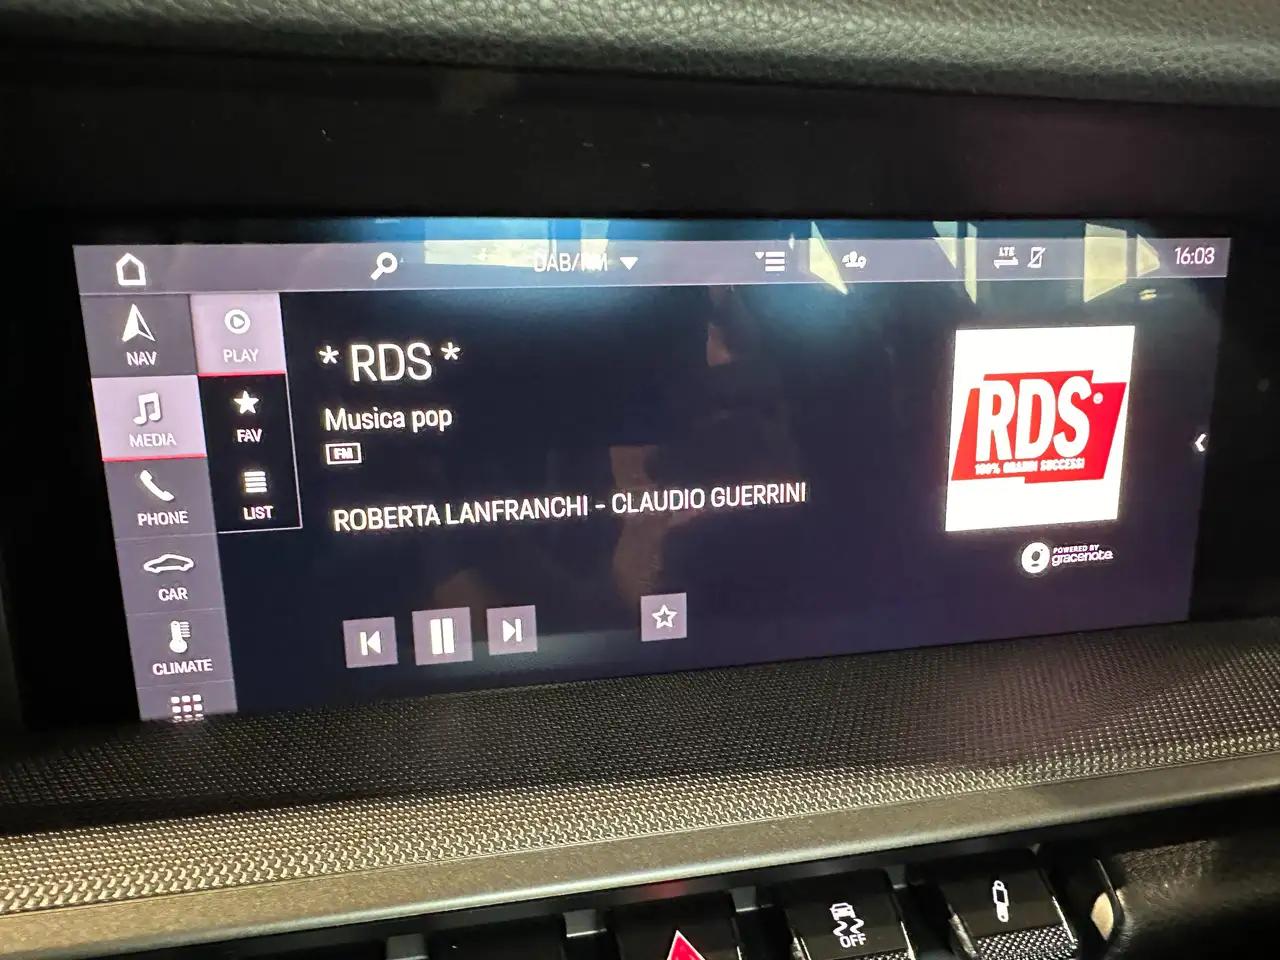 DAB/FM
LTE
16:03
NAV
PLAY
MEDIA
FAV
LIST
PHONE
CAR
CLIMATE
* RDS *
Musica pop
FM
ROBERTA LANFRANCHI - CLAUDIO GUERRINI
RDS
100% GRANDI SUCCESSI
POWERED BY
gracenote
OFF